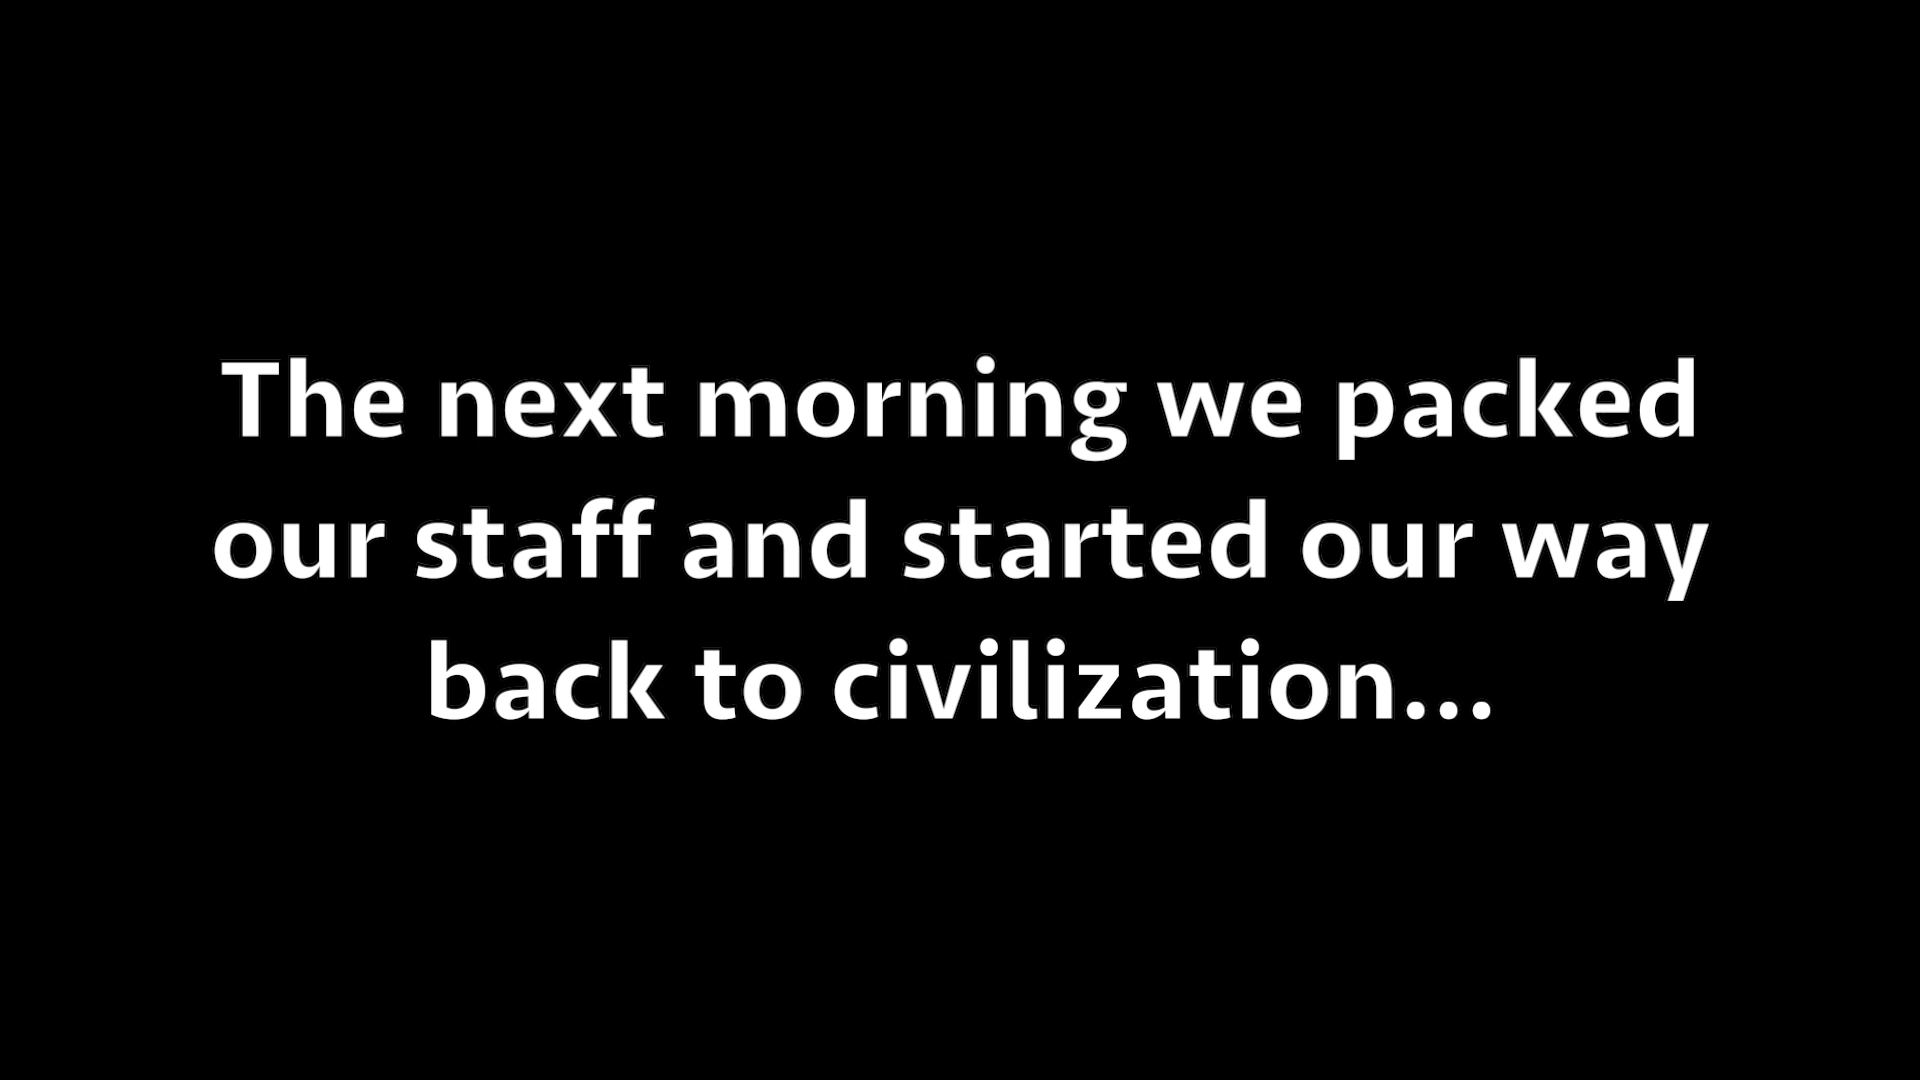 The next morning we packed
our staff and started our way
back to civilization...